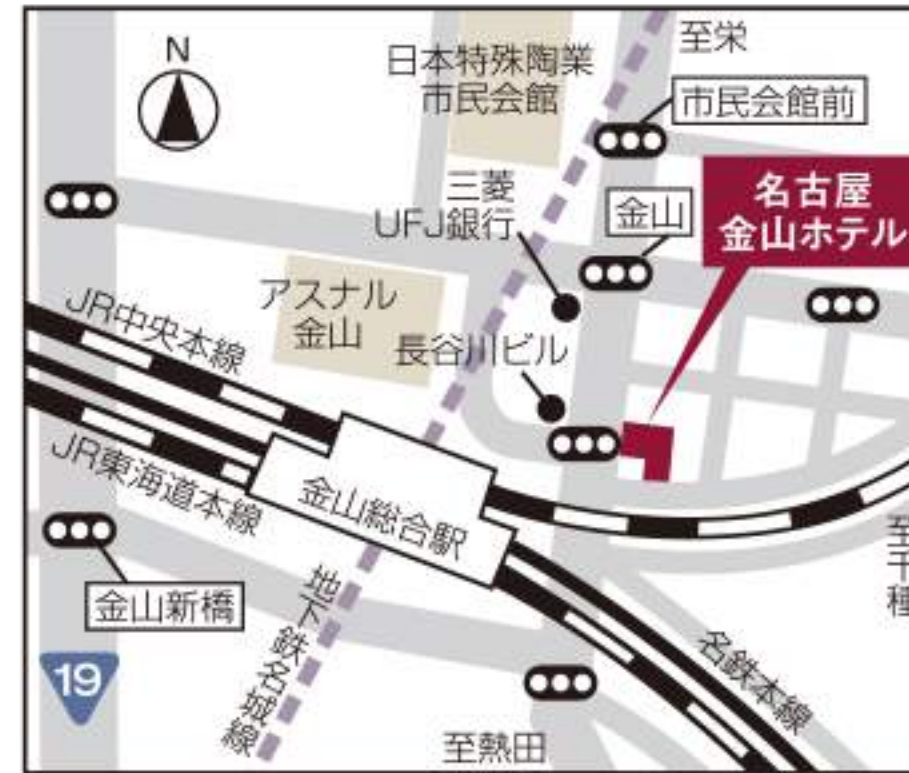 N
至栄
日本特殊陶業
市民会館
市民会館前
三菱
UFJ銀行
金山
名古屋
金山ホテル
アスナル
金山
JR中央本線
長谷川ビル
JR東海道本線
金山総合駅
至千種
金山新橋
地下鉄名城線
名鉄本線
19
至熱田